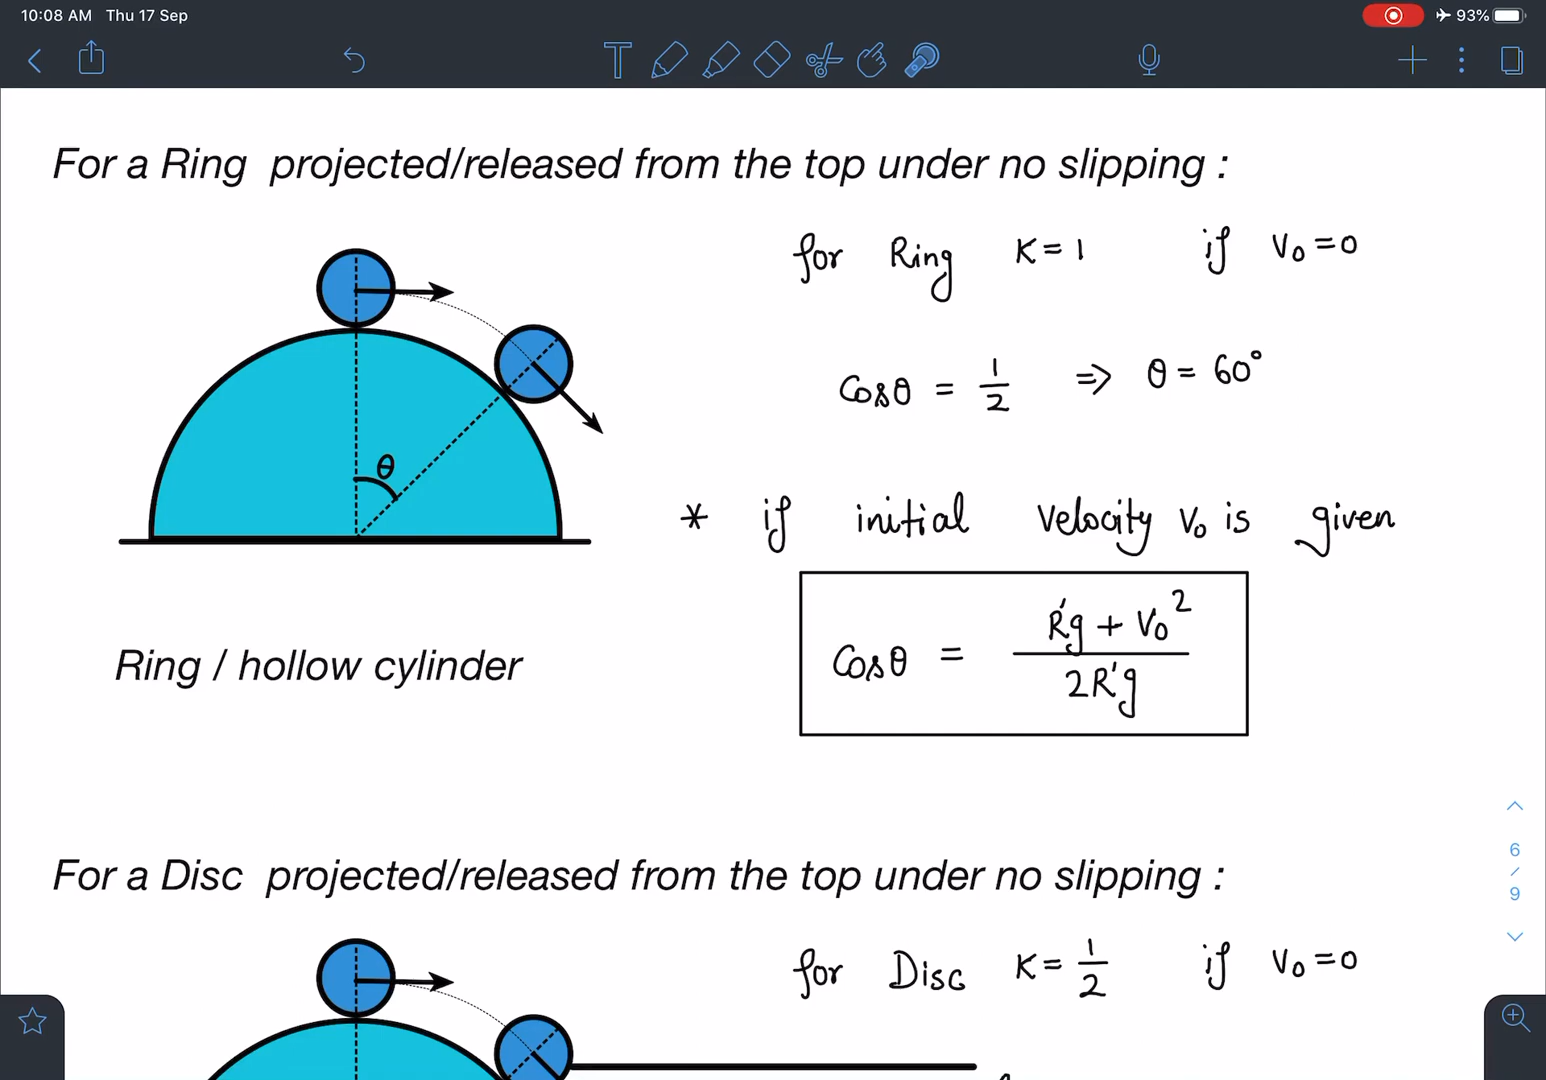 10:08 AM Thu 17 Sep
93%
For a Ring projected/released from the top under no slipping :
for Ring K = 1 if v₀ = 0
Cosθ = 1/2 => θ = 60°
θ
* if initial velocity v₀ is given
Cosθ = (R'g + v₀²)/(2R'g)
Ring / hollow cylinder
6
/
9
For a Disc projected/released from the top under no slipping :
for Disc K = 1/2 if v₀ = 0